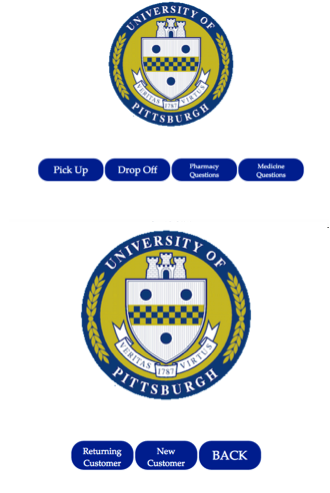 UNIVERSITY OF
VERITAS 1787 VIRTUS
PITTSBURGH
Pick Up
Drop Off
Pharmacy
Questions
Medicine
Questions
UNIVERSITY OF
VERITAS 1787 VIRTUS
PITTSBURGH
Returning
Customer
New
Customer
BACK